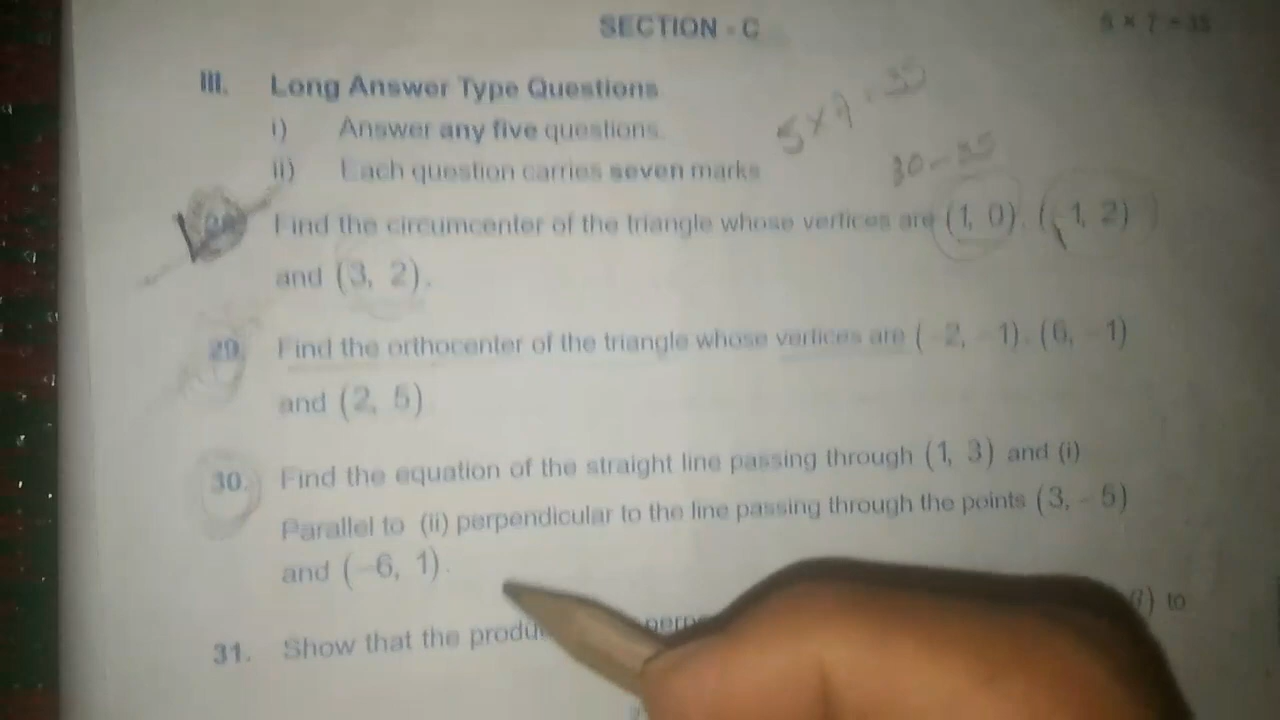 SECTION - C
5 × 7 = 35
III. Long Answer Type Questions
i) Answer any five questions.
5 × 7 = 35
ii) Each question carries seven marks
30 - 35
Find the circumcenter of the triangle whose vertices are (1, 0), (-1, 2)
and (3, 2).
29. Find the orthocenter of the triangle whose vertices are (-2, -1), (6, -1)
and (2, 5)
30. Find the equation of the straight line passing through (1, 3) and (i)
Parallel to (ii) perpendicular to the line passing through the points (3, -5)
and (-6, 1).
to
31. Show that the